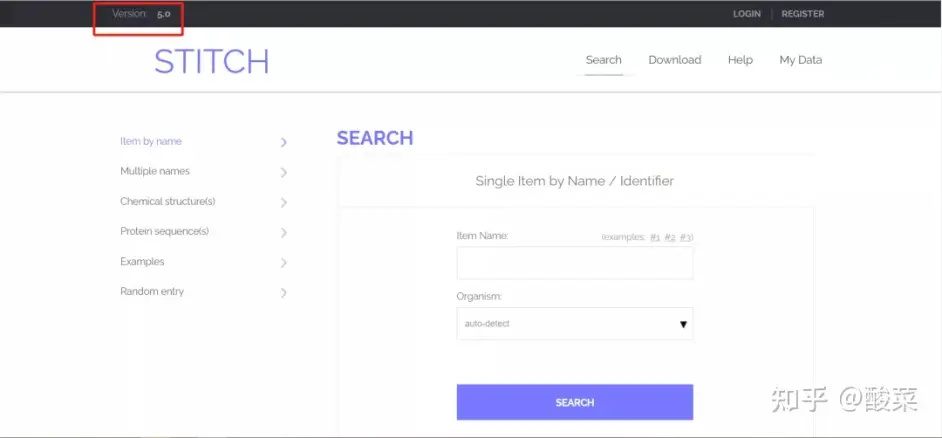 Version: 5.0 LOGIN | REGISTER
STITCH Search Download Help My Data
Item by name
Multiple names
Chemical structure(s)
Protein sequence(s)
Examples
Random entry
SEARCH
Single Item by Name / Identifier
Item Name: (examples: #1 #2 #3)
Organism:
auto-detect
SEARCH
知乎 @酸菜